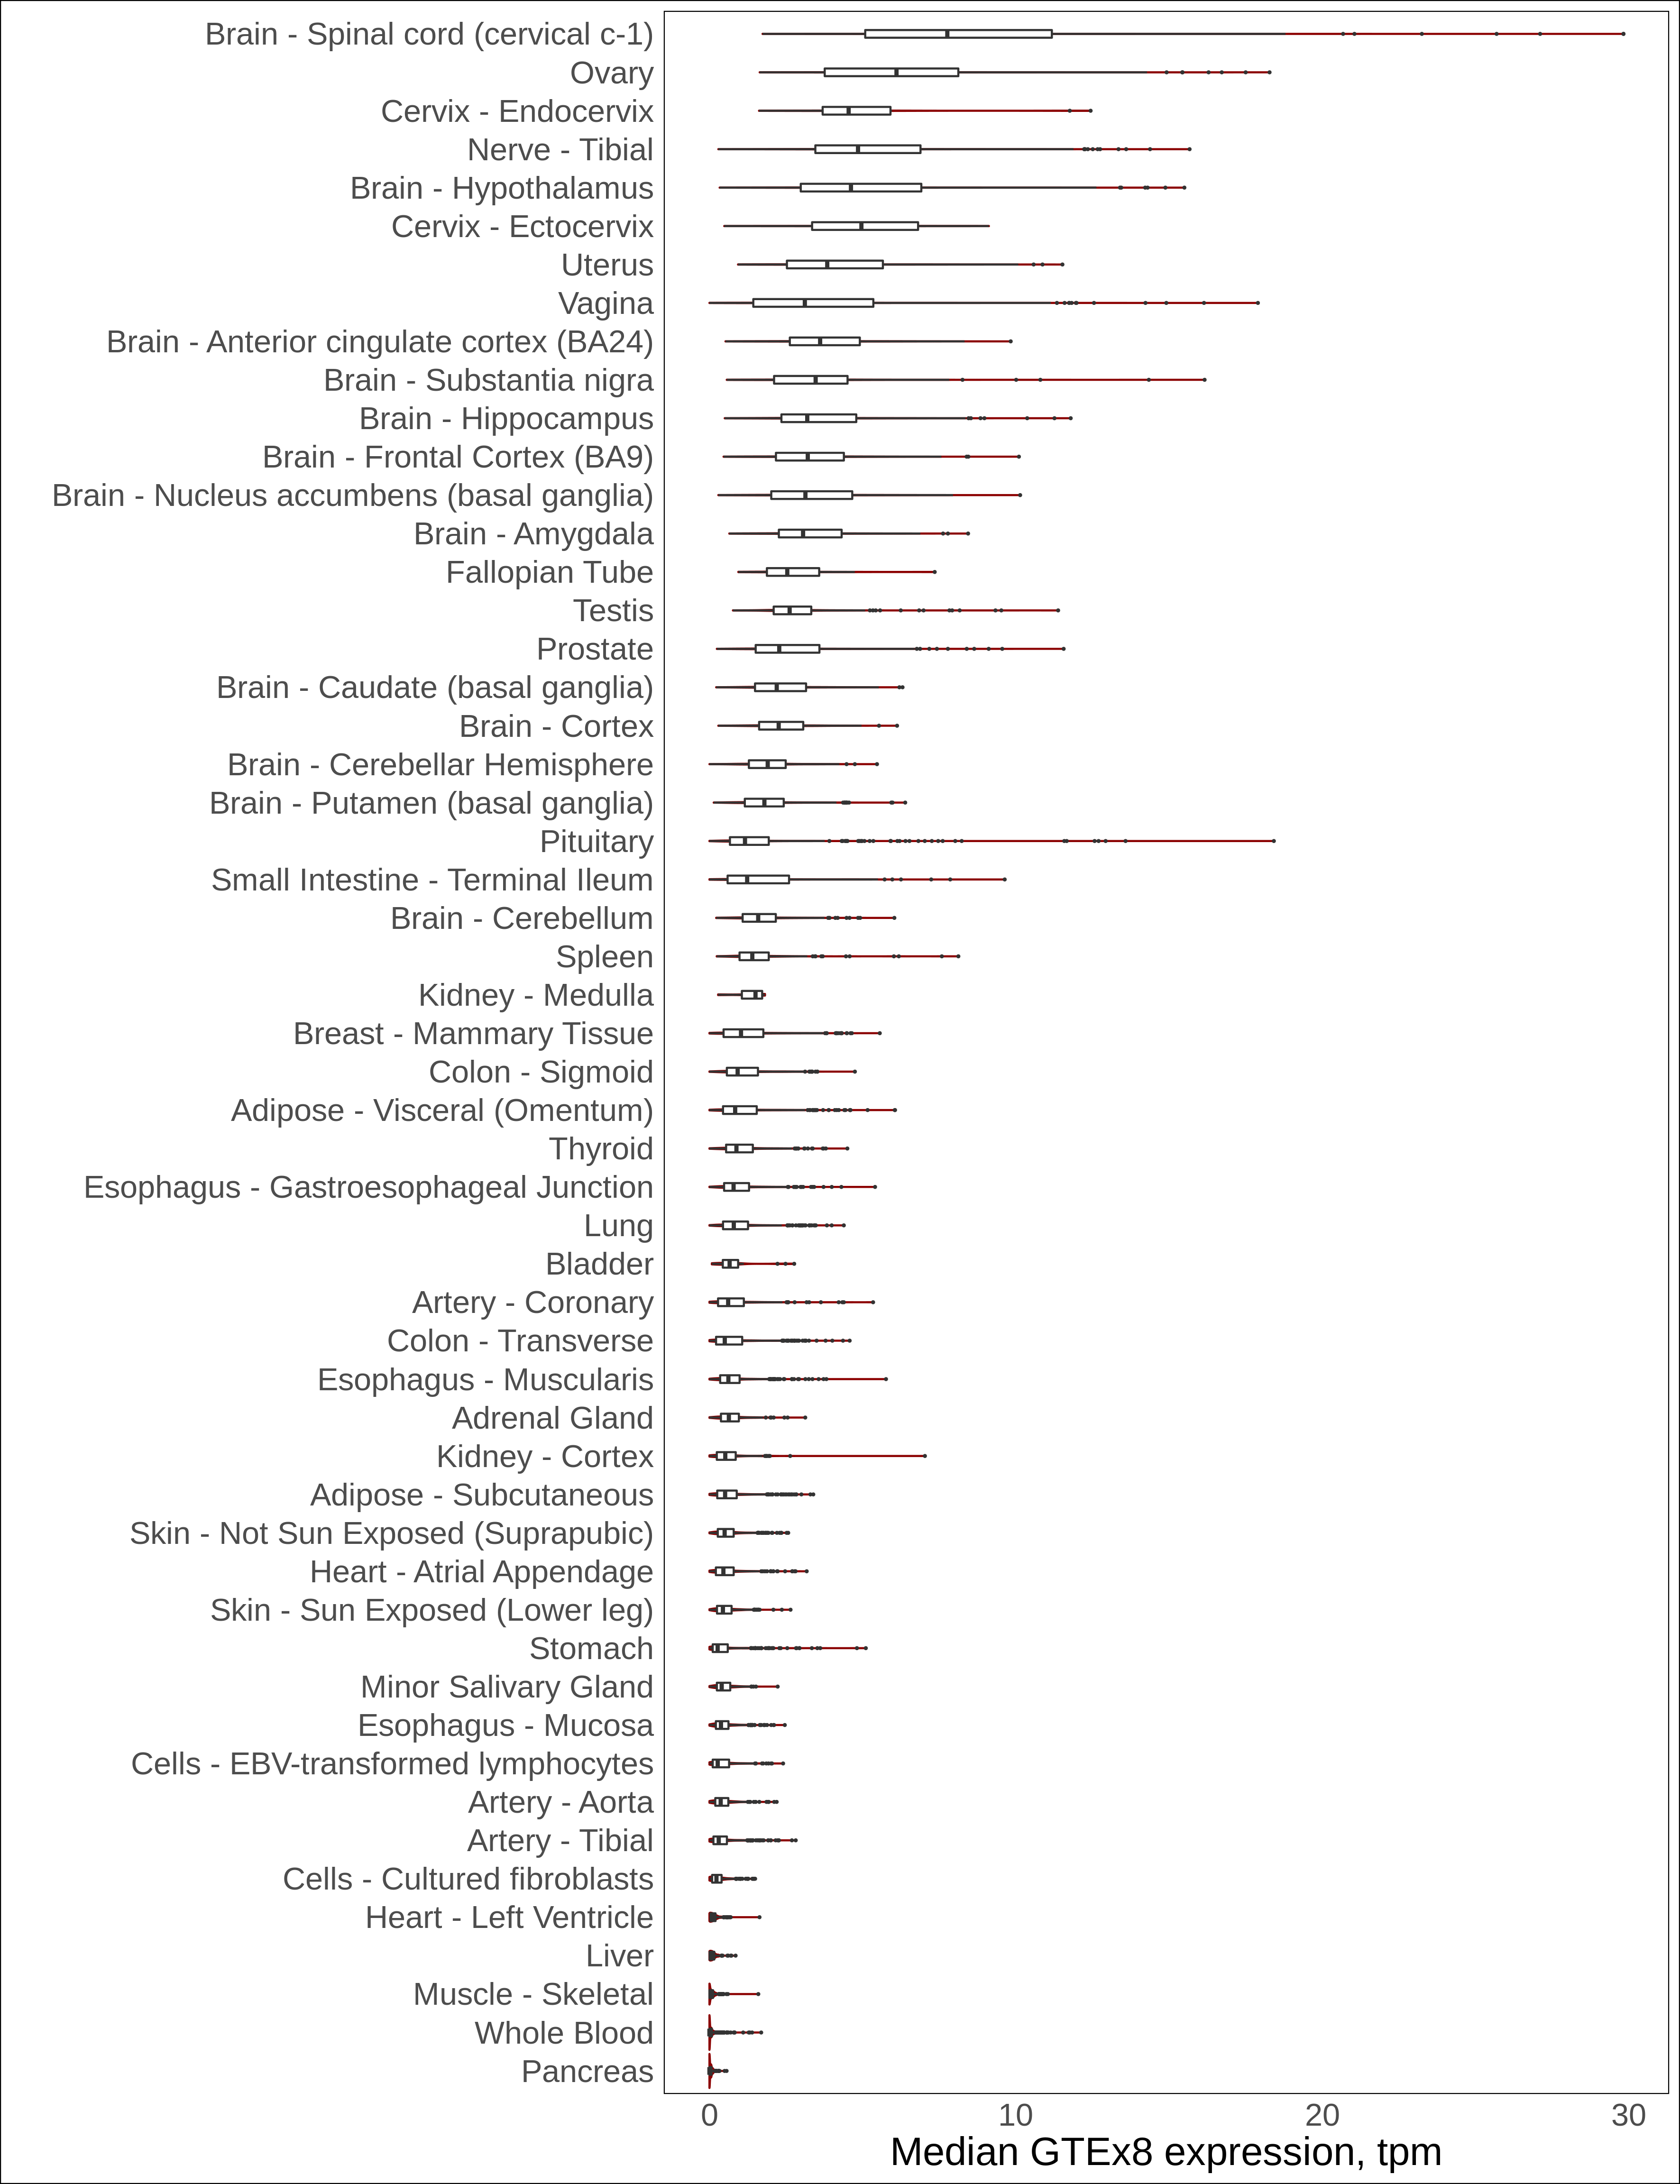 Brain - Spinal cord (cervical c-1)
Ovary
Cervix - Endocervix
Nerve - Tibial
Brain - Hypothalamus
Cervix - Ectocervix
Uterus
Vagina
Brain - Anterior cingulate cortex (BA24)
Brain - Substantia nigra
Brain - Hippocampus
Brain - Frontal Cortex (BA9)
Brain - Nucleus accumbens (basal ganglia)
Brain - Amygdala
Fallopian Tube
Testis
Prostate
Brain - Caudate (basal ganglia)
Brain - Cortex
Brain - Cerebellar Hemisphere
Brain - Putamen (basal ganglia)
Pituitary
Small Intestine - Terminal Ileum
Brain - Cerebellum
Spleen
Kidney - Medulla
Breast - Mammary Tissue
Colon - Sigmoid
Adipose - Visceral (Omentum)
Thyroid
Esophagus - Gastroesophageal Junction
Lung
Bladder
Artery - Coronary
Colon - Transverse
Esophagus - Muscularis
Adrenal Gland
Kidney - Cortex
Adipose - Subcutaneous
Skin - Not Sun Exposed (Suprapubic)
Heart - Atrial Appendage
Skin - Sun Exposed (Lower leg)
Stomach
Minor Salivary Gland
Esophagus - Mucosa
Cells - EBV-transformed lymphocytes
Artery - Aorta
Artery - Tibial
Cells - Cultured fibroblasts
Heart - Left Ventricle
Liver
Muscle - Skeletal
Whole Blood
Pancreas
0 10 20 30
Median GTEx8 expression, tpm